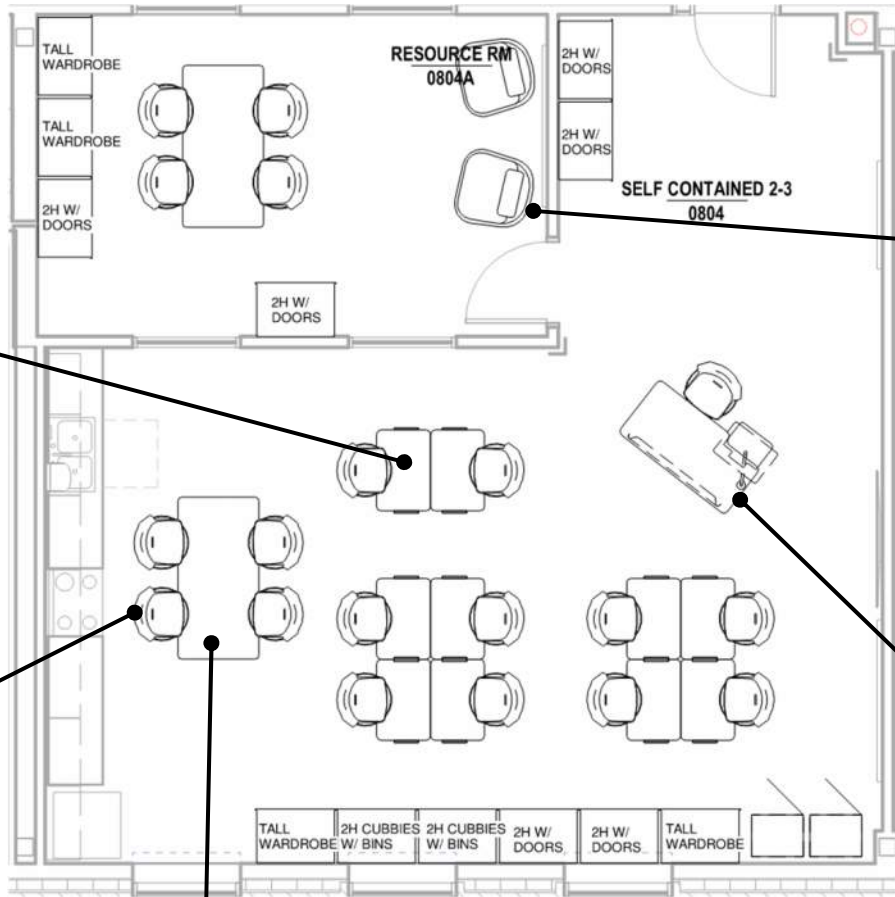 TALL
WARDROBE
RESOURCE RM
0804A
2H W/
DOORS
TALL
WARDROBE
2H W/
DOORS
2H W/
DOORS
SELF CONTAINED 2-3
0804
2H W/
DOORS
TALL
WARDROBE
2H CUBBIES
W/ BINS
2H CUBBIES
W/ BINS
2H W/
DOORS
2H W/
DOORS
TALL
WARDROBE